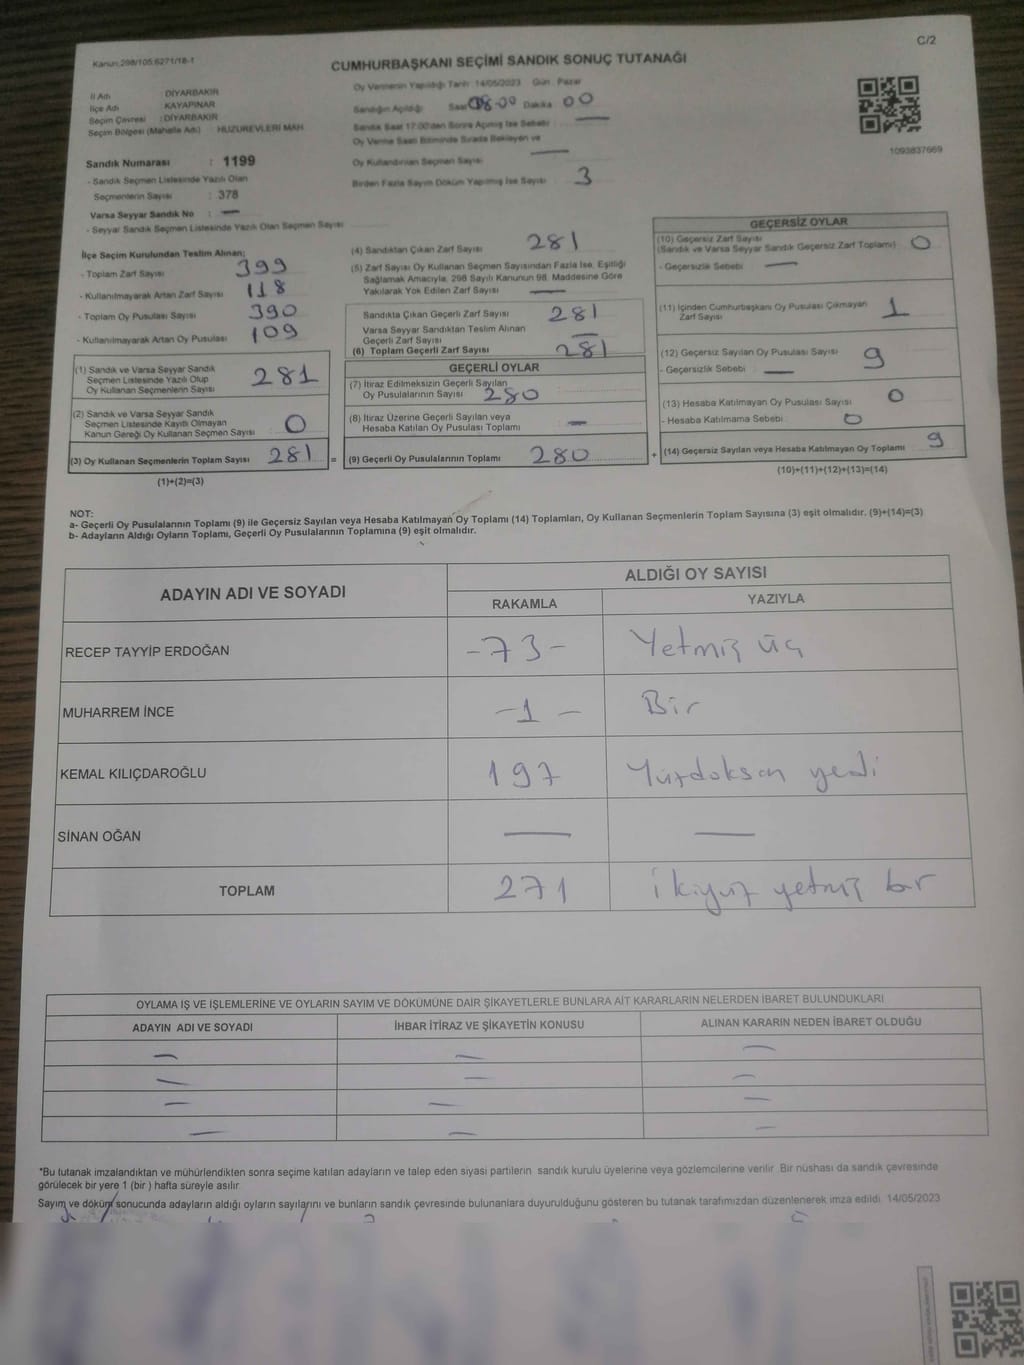 C/2
Kanun:298/105,6271/18-1
CUMHURBAŞKANI SEÇİMİ SANDIK SONUÇ TUTANAĞI
İl Adı : DİYARBAKIR
İlçe Adı : KAYAPINAR
Seçim Çevresi : DİYARBAKIR
Seçim Bölgesi (Mahalle Adı) : HUZUREVLERİ MAH.
Sandık Numarası : 1199
- Sandık Seçmen Listesinde Yazılı Olan
Seçmenlerin Sayısı : 378
Varsa Seyyar Sandık No : —
- Seyyar Sandık Seçmen Listesinde Yazılı Olan Seçmen Sayısı
Oy Vermenin Yapıldığı Tarih 14/05/2023 Gün Pazar
Sandığın Açıldığı Saat 08.00 Dakika 00
Sandık Saat 17:00'dan Sonra Açılmış İse Sebebi —
Oy Verme Saati Bitiminde Sırada Bekleyen ve
Oy Kullandırılan Seçmen Sayısı —
Birden Fazla Sayım Döküm Yapılmış İse Sayısı 3
1093837669
İlçe Seçim Kurulundan Teslim Alınan;
- Toplam Zarf Sayısı 399
- Kullanılmayarak Artan Zarf Sayısı 118
- Toplam Oy Pusulası Sayısı 390
- Kullanılmayarak Artan Oy Pusulası 109
(1) Sandık ve Varsa Seyyar Sandık
Seçmen Listesinde Yazılı Olup
Oy Kullanan Seçmenlerin Sayısı 281
(2) Sandık ve Varsa Seyyar Sandık
Seçmen Listesinde Kayıtlı Olmayan
Kanun Gereği Oy Kullanan Seçmen Sayısı 0
(3) Oy Kullanan Seçmenlerin Toplam Sayısı 281 =
(1)+(2)=(3)
(4) Sandıktan Çıkan Zarf Sayısı 281
(5) Zarf Sayısı Oy Kullanan Seçmen Sayısından Fazla İse, Eşitliği
Sağlamak Amacıyla, 298 Sayılı Kanunun 98. Maddesine Göre
Yakılarak Yok Edilen Zarf Sayısı —
Sandıkta Çıkan Geçerli Zarf Sayısı 281
Varsa Seyyar Sandıktan Teslim Alınan
Geçerli Zarf Sayısı —
(6) Toplam Geçerli Zarf Sayısı 281
GEÇERLİ OYLAR
(7) İtiraz Edilmeksizin Geçerli Sayılan
Oy Pusulalarının Sayısı 280
(8) İtiraz Üzerine Geçerli Sayılan veya
Hesaba Katılan Oy Pusulası Toplamı —
(9) Geçerli Oy Pusulalarının Toplamı 280 +
GEÇERSİZ OYLAR
(10) Geçersiz Zarf Sayısı 0
(Sandık ve Varsa Seyyar Sandık Geçersiz Zarf Toplamı)
- Geçersizlik Sebebi —
(11) İçinden Cumhurbaşkanı Oy Pusulası Çıkmayan
Zarf Sayısı 1
(12) Geçersiz Sayılan Oy Pusulası Sayısı 9
- Geçersizlik Sebebi —
(13) Hesaba Katılmayan Oy Pusulası Sayısı 0
- Hesaba Katılmama Sebebi 0
(14) Geçersiz Sayılan veya Hesaba Katılmayan Oy Toplamı 9
(10)+(11)+(12)+(13)=(14)
NOT:
a- Geçerli Oy Pusulalarının Toplamı (9) ile Geçersiz Sayılan veya Hesaba Katılmayan Oy Toplamı (14) Toplamları, Oy Kullanan Seçmenlerin Toplam Sayısına (3) eşit olmalıdır. (9)+(14)=(3)
b- Adayların Aldığı Oyların Toplamı, Geçerli Oy Pusulalarının Toplamına (9) eşit olmalıdır.
ADAYIN ADI VE SOYADI ALDIĞI OY SAYISI
RAKAMLA YAZIYLA
RECEP TAYYİP ERDOĞAN -73- Yetmiş üç
MUHARREM İNCE -1- Bir
KEMAL KILIÇDAROĞLU 197 Yüzdoksan yedi
SİNAN OĞAN — —
TOPLAM 271 ikiyüz yetmiş bir
OYLAMA İŞ VE İŞLEMLERİNE VE OYLARIN SAYIM VE DÖKÜMÜNE DAİR ŞİKAYETLERLE BUNLARA AİT KARARLARIN NELERDEN İBARET BULUNDUKLARI
ADAYIN ADI VE SOYADI İHBAR İTİRAZ VE ŞİKAYETİN KONUSU ALINAN KARARIN NEDEN İBARET OLDUĞU
— — —
— — —
— — —
— — —
*Bu tutanak imzalandıktan ve mühürlendikten sonra seçime katılan adayların ve talep eden siyasi partilerin sandık kurulu üyelerine veya gözlemcilerine verilir. Bir nüshası da sandık çevresinde
görülecek bir yere 1 (bir ) hafta süreyle asılır.
Sayım ve döküm sonucunda adayların aldığı oyların sayılarını ve bunların sandık çevresinde bulunanlara duyurulduğunu gösteren bu tutanak tarafımızdan düzenlenerek imza edildi. 14/05/2023